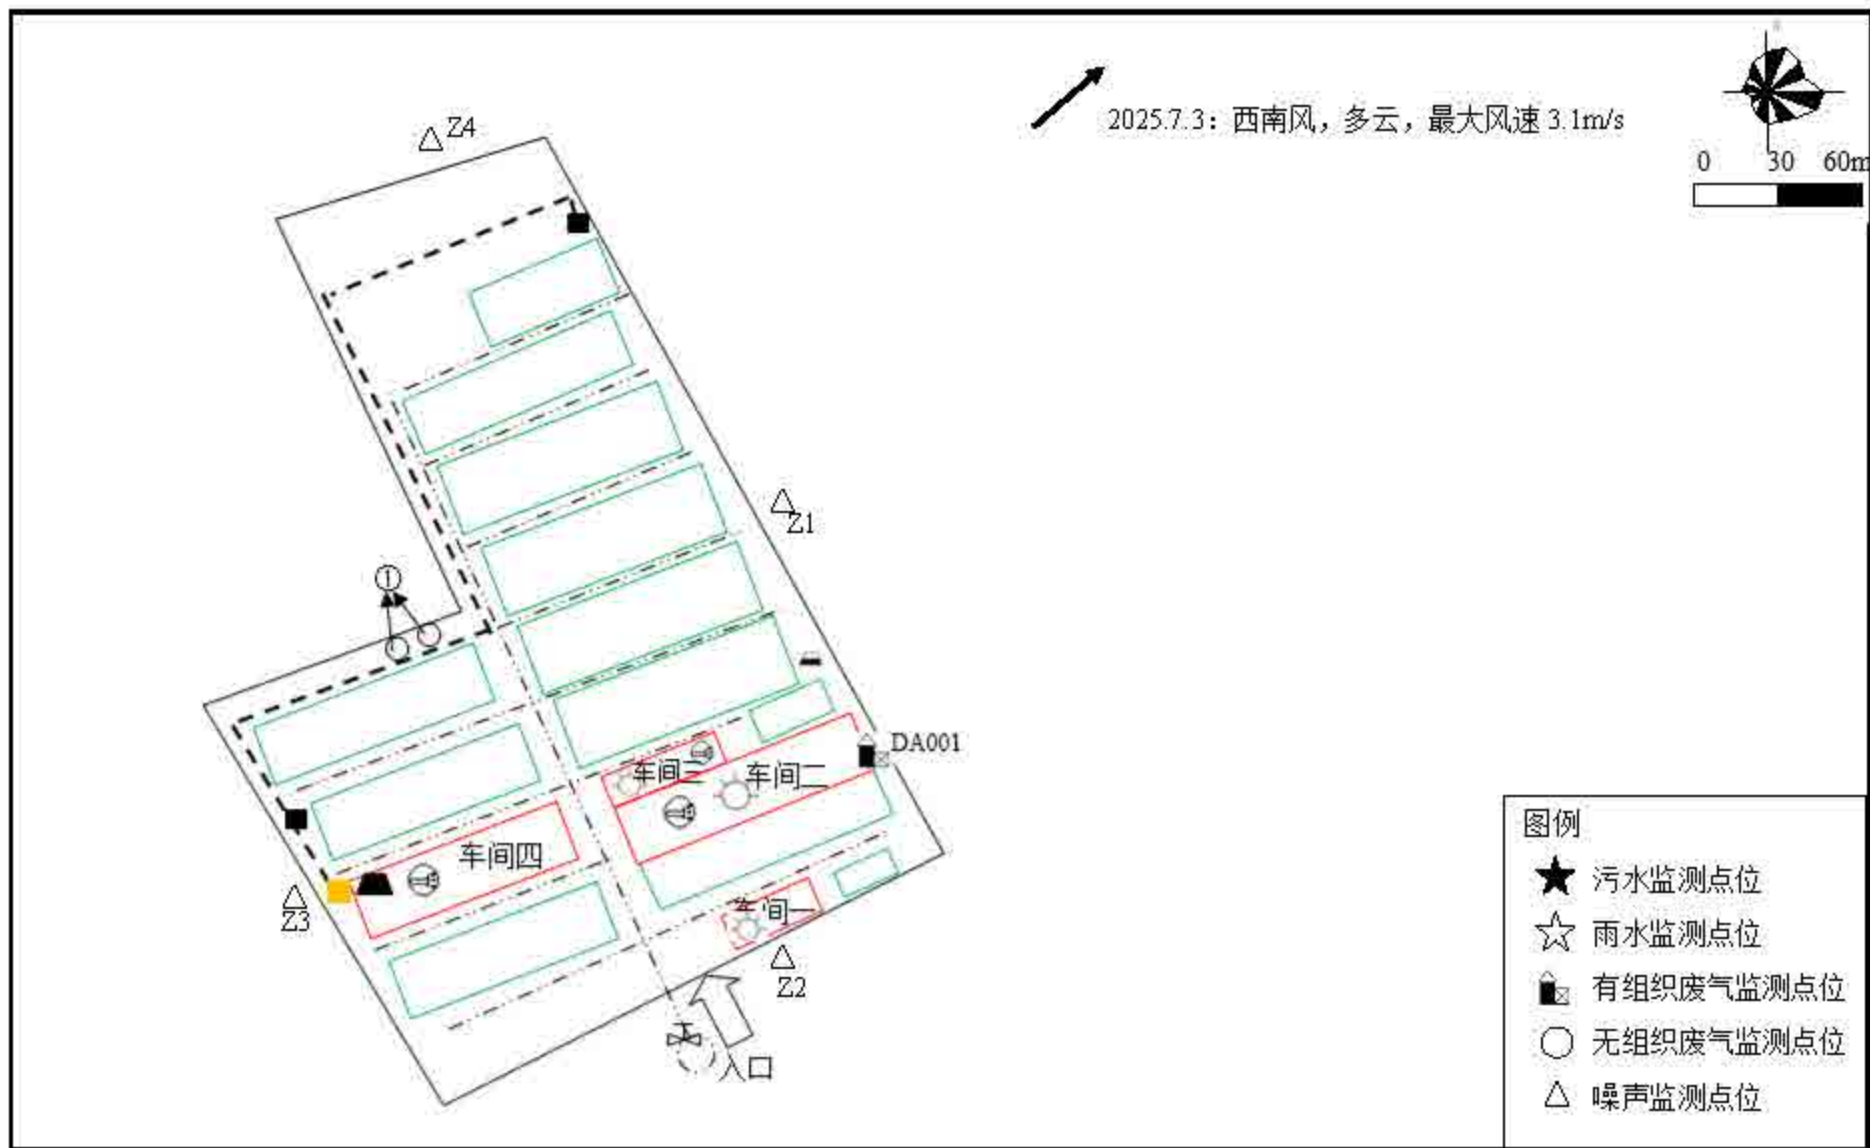 Z4
2025.7.3：西南风，多云，最大风速 3.1m/s
0 30 60m
Z1
①
DA001
车间三
车间二
车间四
Z3
车间一
Z2
入口
图例
污水监测点位
雨水监测点位
有组织废气监测点位
无组织废气监测点位
噪声监测点位